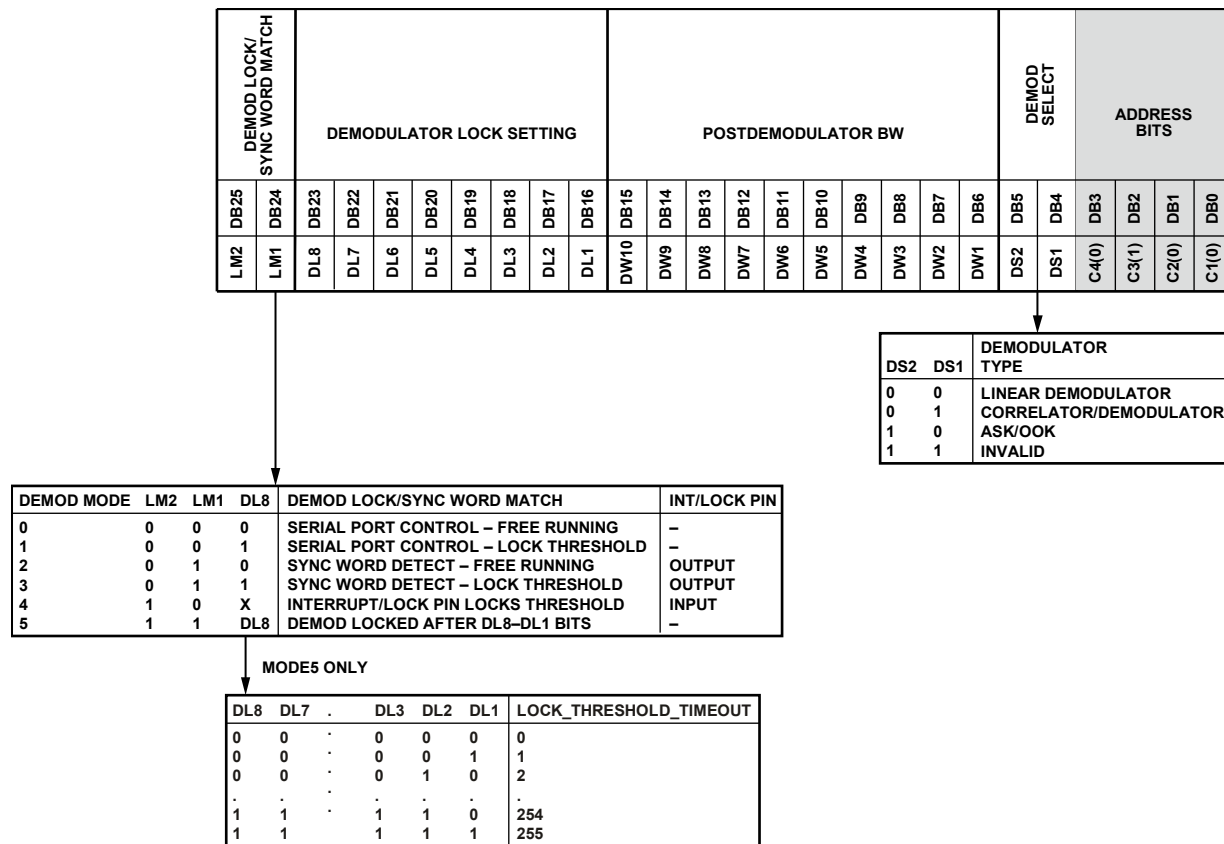 DEMOD LOCK/
SYNC WORD MATCH
DEMODULATOR LOCK SETTING
POSTDEMODULATOR BW
DEMOD
SELECT
ADDRESS
BITS
DB25 DB24 DB23 DB22 DB21 DB20 DB19 DB18 DB17 DB16 DB15 DB14 DB13 DB12 DB11 DB10 DB9 DB8 DB7 DB6 DB5 DB4 DB3 DB2 DB1 DB0
LM2 LM1 DL8 DL7 DL6 DL5 DL4 DL3 DL2 DL1 DW10 DW9 DW8 DW7 DW6 DW5 DW4 DW3 DW2 DW1 DS2 DS1 C4(0) C3(1) C2(0) C1(0)
DS2 DS1 DEMODULATOR TYPE
0 0 LINEAR DEMODULATOR
0 1 CORRELATOR/DEMODULATOR
1 0 ASK/OOK
1 1 INVALID
DEMOD MODE LM2 LM1 DL8 DEMOD LOCK/SYNC WORD MATCH INT/LOCK PIN
0 0 0 0 SERIAL PORT CONTROL – FREE RUNNING –
1 0 0 1 SERIAL PORT CONTROL – LOCK THRESHOLD –
2 0 1 0 SYNC WORD DETECT – FREE RUNNING OUTPUT
3 0 1 1 SYNC WORD DETECT – LOCK THRESHOLD OUTPUT
4 1 0 X INTERRUPT/LOCK PIN LOCKS THRESHOLD INPUT
5 1 1 DL8 DEMOD LOCKED AFTER DL8–DL1 BITS –
MODE5 ONLY
DL8 DL7 . DL3 DL2 DL1 LOCK_THRESHOLD_TIMEOUT
0 0 . 0 0 0 0
0 0 . 0 0 1 1
0 0 . 0 1 0 2
. . . . . . .
1 1 . 1 1 0 254
1 1 1 1 1 255